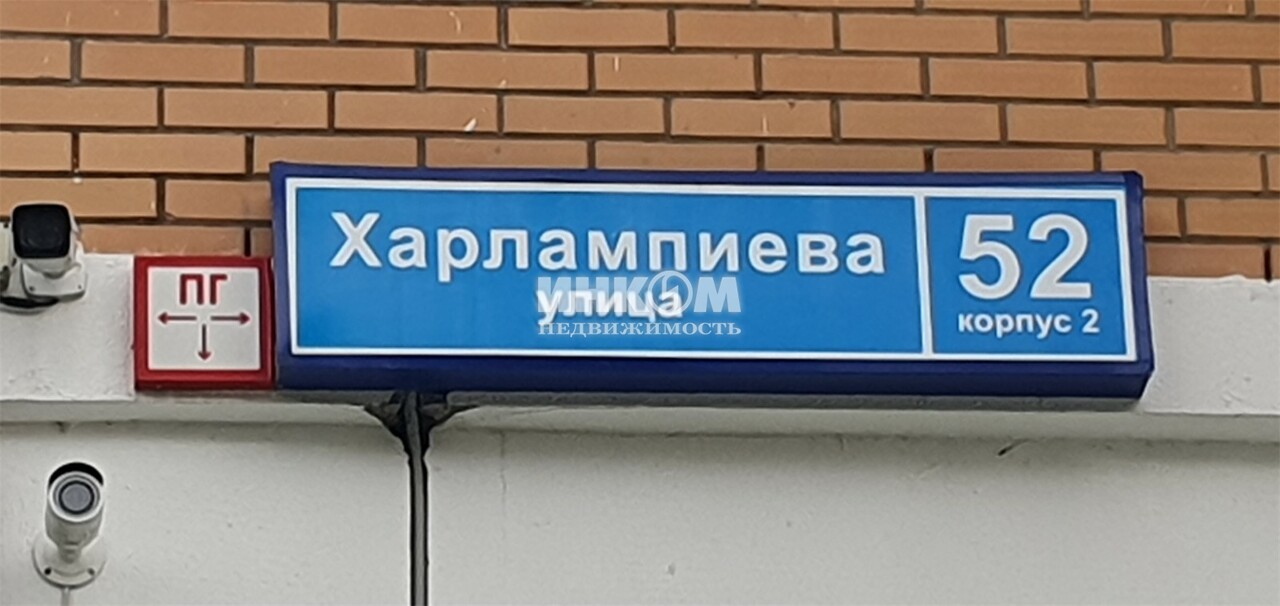 ПГ
Харлампиева
улица
52
корпус 2
ИНКОМ
НЕДВИЖИМОСТЬ